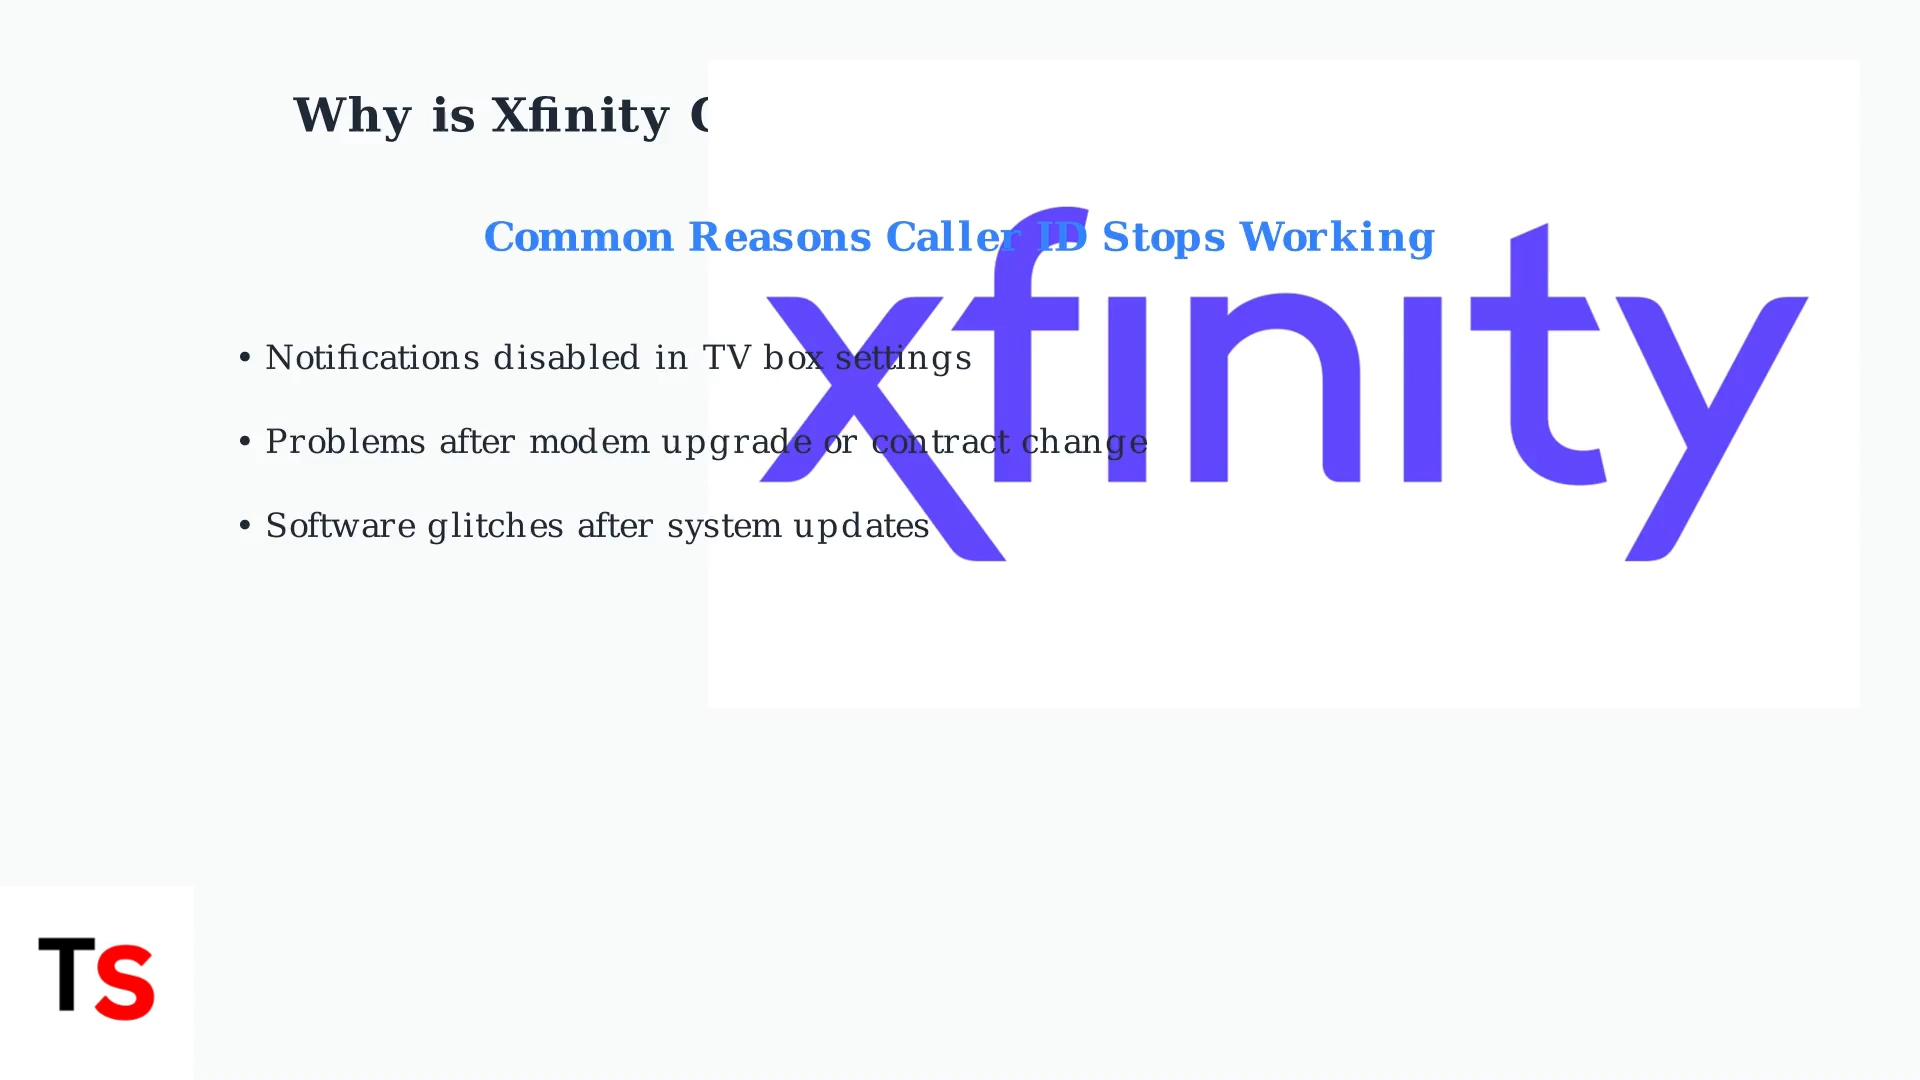 Why is Xfinity
Common Reasons Caller ID Stops Working
• Notifications disabled in TV box settings
• Problems after modem upgrade or contract change
• Software glitches after system updates
xfinity
TS